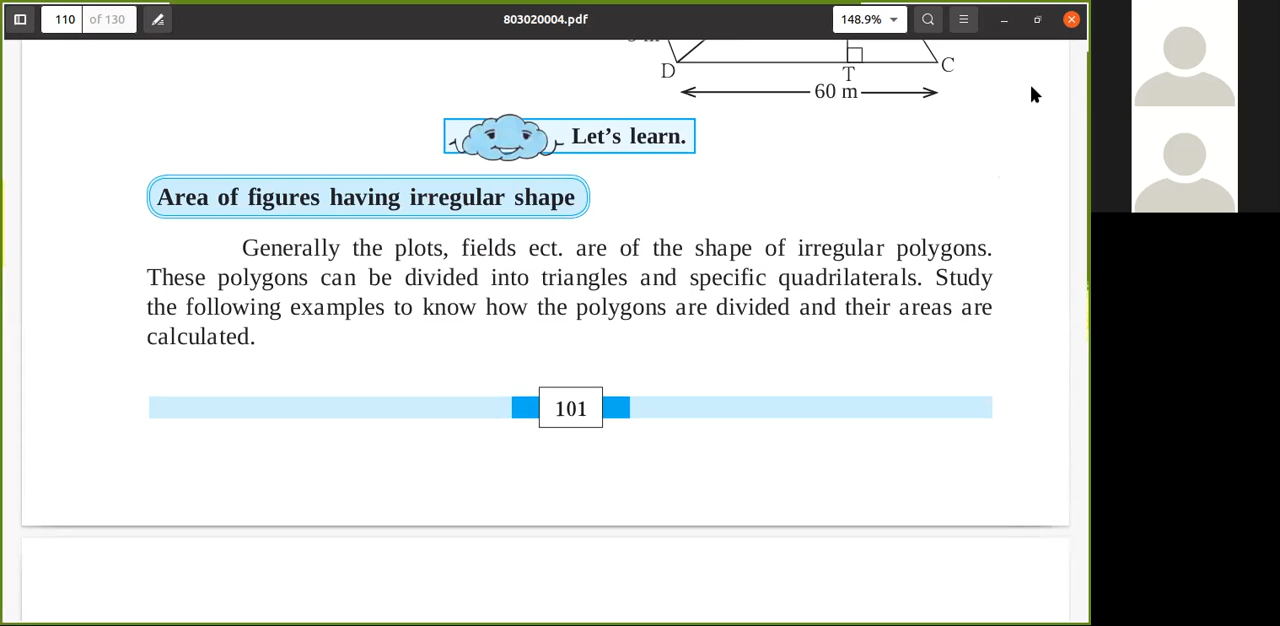 110 of 130
803020004.pdf
148.9%
D
T
C
60 m
Let's learn.
Area of figures having irregular shape
Generally the plots, fields ect. are of the shape of irregular polygons.
These polygons can be divided into triangles and specific quadrilaterals. Study
the following examples to know how the polygons are divided and their areas are
calculated.
101